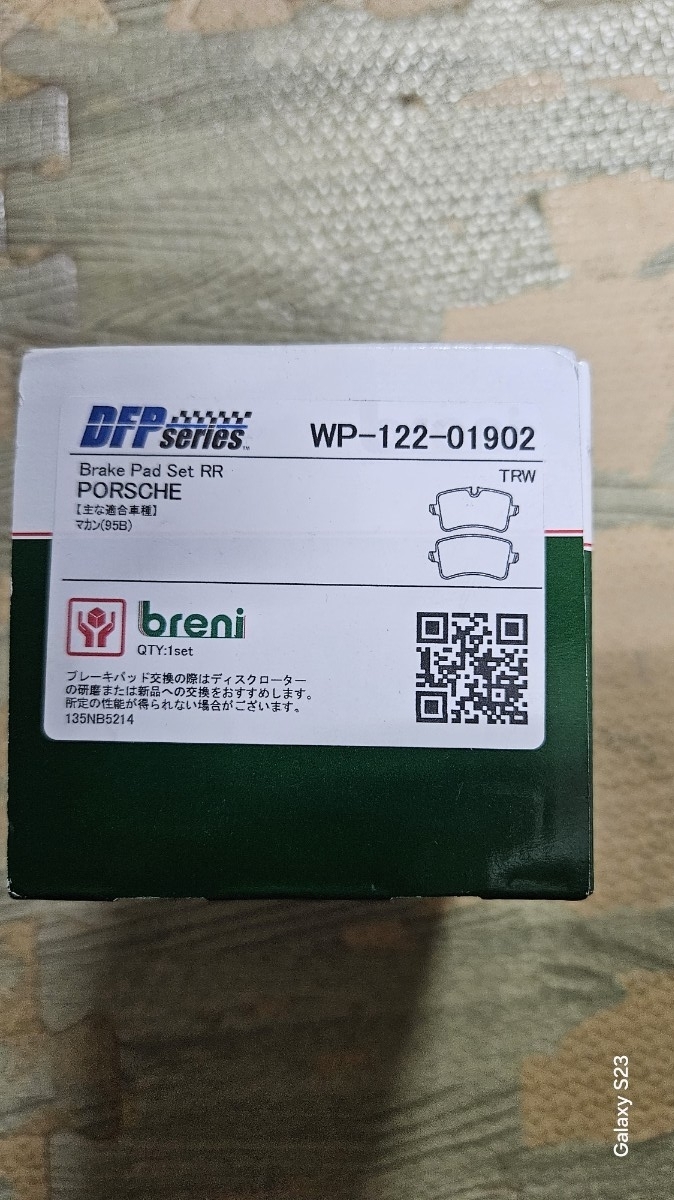 DFP series™ WP-122-01902
Brake Pad Set RR TRW
PORSCHE
【主な適合車種】
マカン(95B)
breni
QTY:1set
ブレーキパッド交換の際はディスクローター
の研磨または新品への交換をおすすめします。
所定の性能が得られない場合がございます。
135NB5214
Galaxy S23